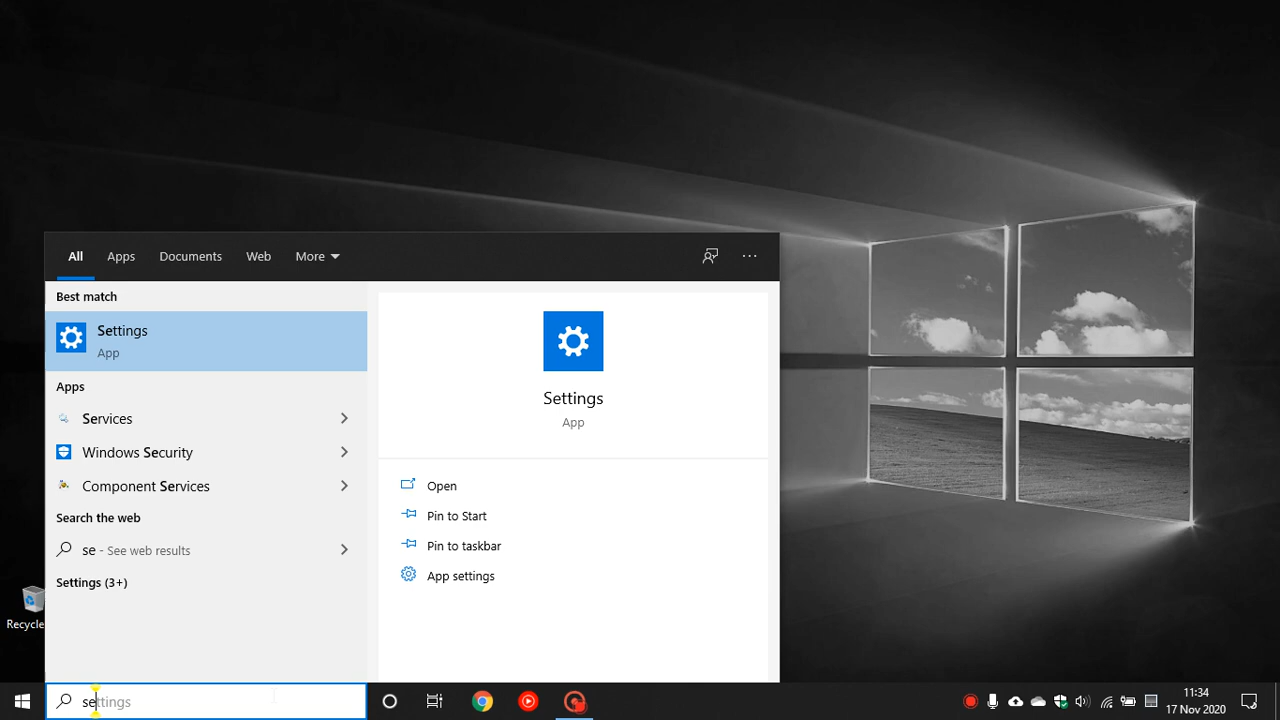 All Apps Documents Web More
Best match
Settings
App
Apps
Services
Windows Security
Component Services
Search the web
se - See web results
Settings (3+)
Settings
App
Open
Pin to Start
Pin to taskbar
App settings
Recycle
settings
11:34
17 Nov 2020